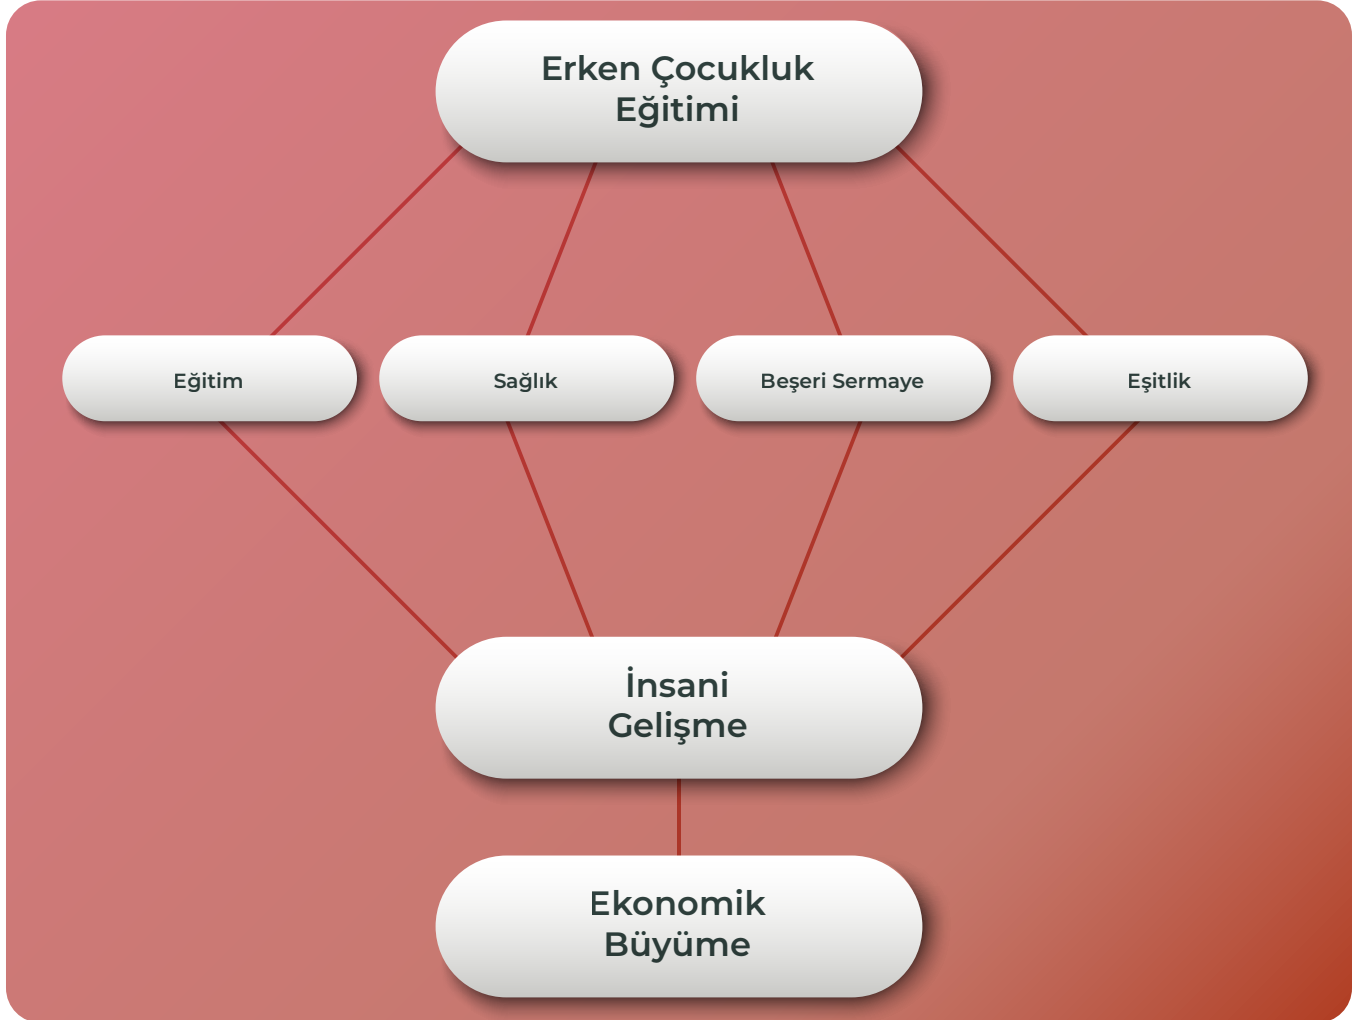 Erken Çocukluk
Eğitimi
Eğitim
Sağlık
Beşeri Sermaye
Eşitlik
İnsani
Gelişme
Ekonomik
Büyüme